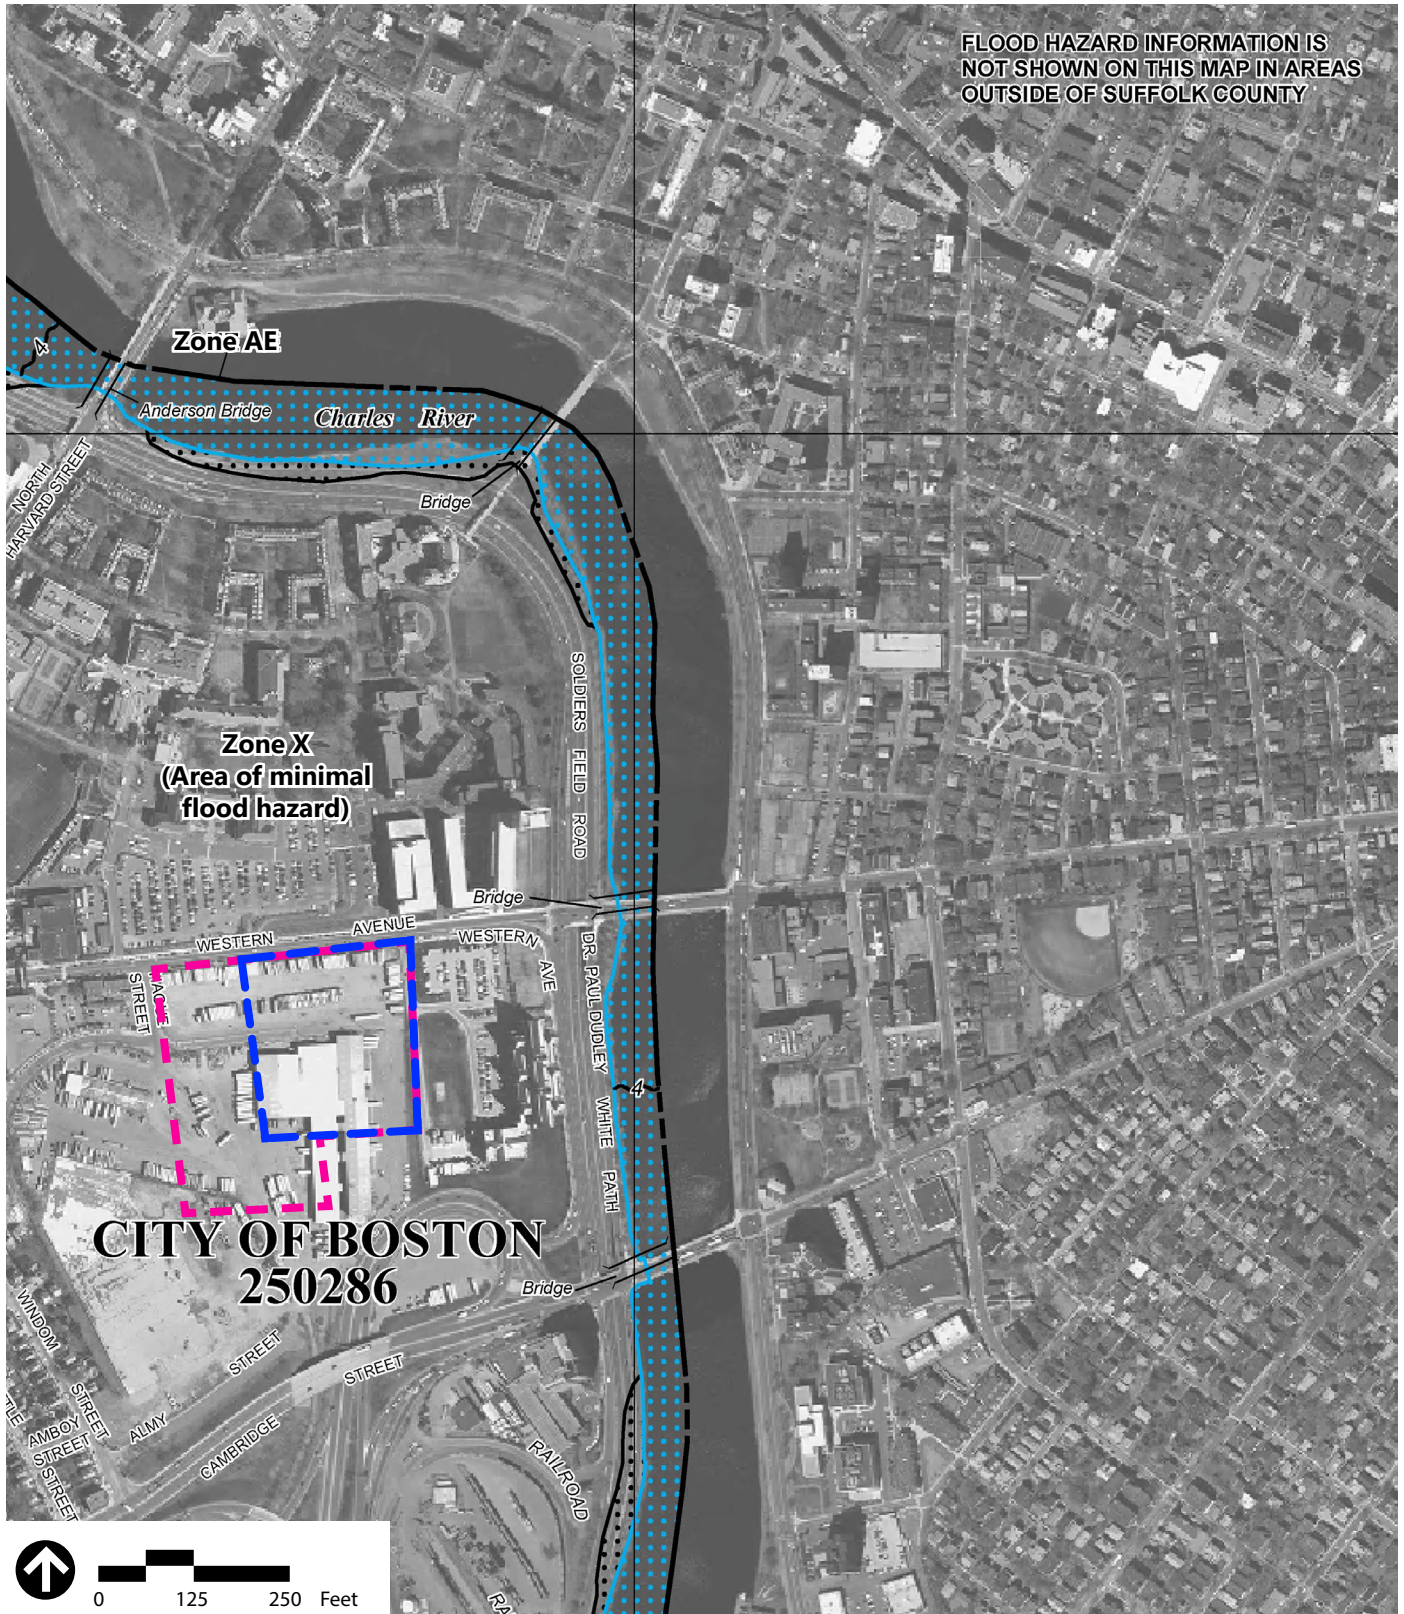 FLOOD HAZARD INFORMATION IS
NOT SHOWN ON THIS MAP IN AREAS
OUTSIDE OF SUFFOLK COUNTY
Zone AE
4
Anderson Bridge
Charles River
NORTH
HARVARD STREET
Bridge
SOLDIERS FIELD ROAD
Zone X
(Area of minimal
flood hazard)
Bridge
WESTERN AVENUE
WESTERN
AVE
STREET
DR. PAUL DUDLEY WHITE PATH
4
CITY OF BOSTON
250286
Bridge
WINDOM
STREET
ALMY
STREET
CAMBRIDGE
STREET
AMBOY
STREET
STREET
RAILROAD
0 125 250 Feet